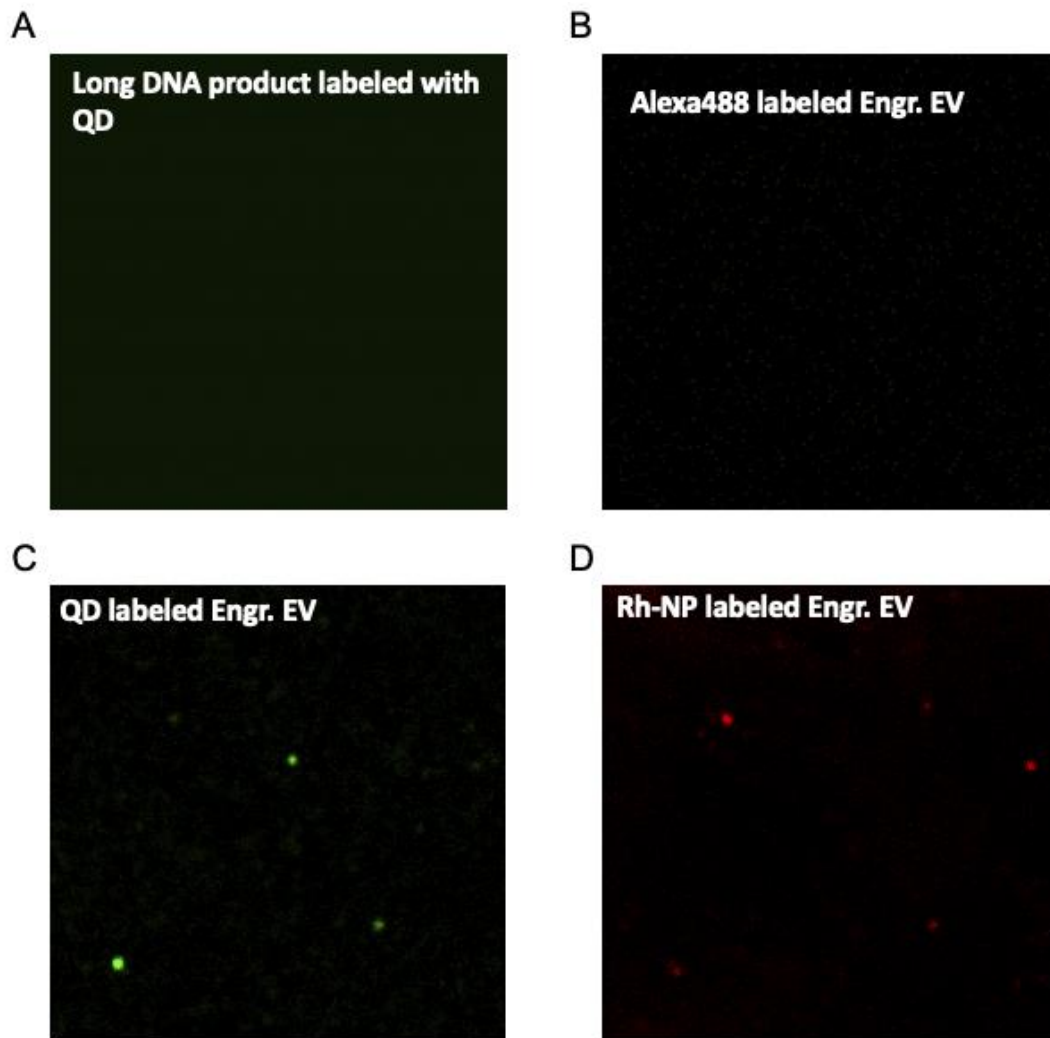 A
B
Long DNA product labeled with
QD
Alexa488 labeled Engr. EV
C
D
QD labeled Engr. EV
Rh-NP labeled Engr. EV